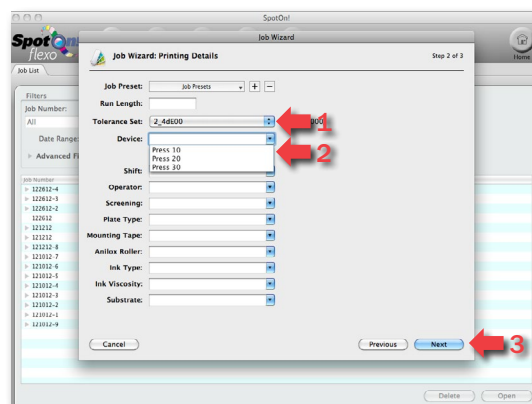 SpotOn!
Job Wizard
Spot On!
flexo
Home
Job List
Job Wizard: Printing Details
Step 2 of 3
Filters
Job Number:
All
Date Range:
Advanced Fi
Job Preset: Job Presets + −
Run Length:
Tolerance Set: 2_4dE00
1
Device:
Press 10
Press 20
Press 30
2
Shift:
Operator:
Screening:
Plate Type:
Mounting Tape:
Anilox Roller:
Ink Type:
Ink Viscosity:
Substrate:
Job Number
122612-4
122612-3
122612-2
122612
121212
121212
121212-8
121012-7
121012-6
121012-5
121012-4
121012-3
121012-2
121012-1
121012-9
Cancel
Previous
Next
3
Delete
Open